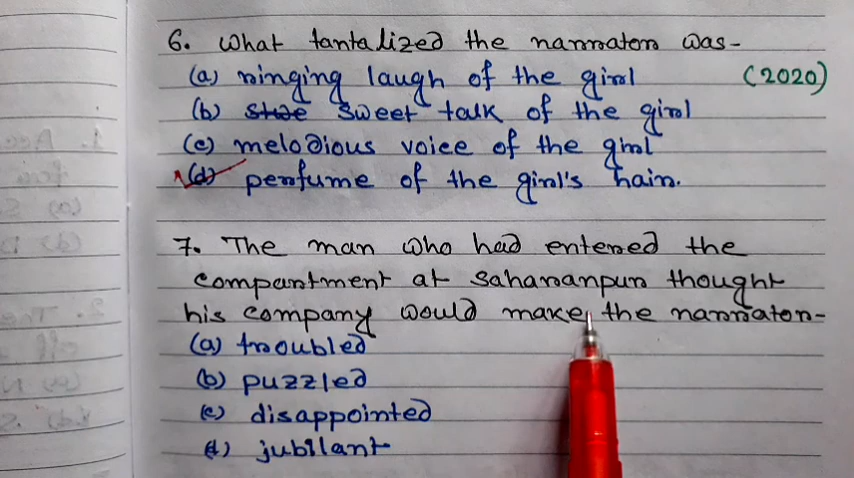 6. What tantalized the narrator was-
(a) ringing laugh of the girl (2020)
(b) sweet talk of the girl
(c) melodious voice of the girl
(d) perfume of the girl's hair.
7. The man who had entered the
compartment at Saharanpur thought
his company would make the narrator-
(a) troubled
(b) puzzled
(c) disappointed
(d) jubilant